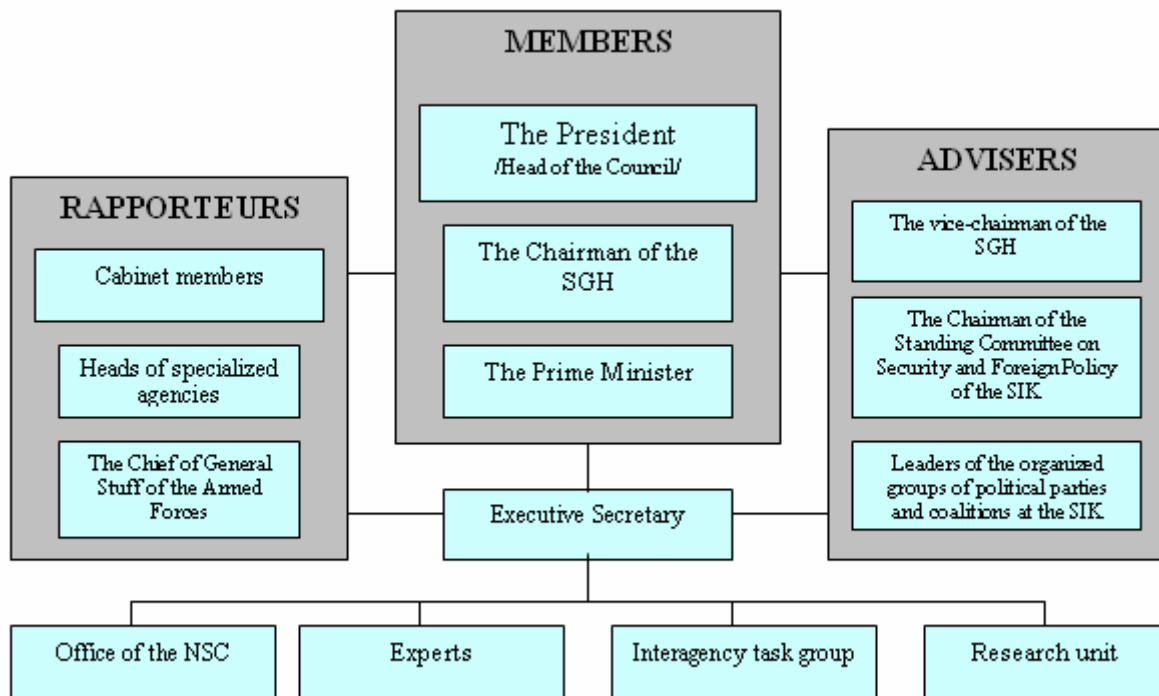 MEMBERS
The President
/Head of the Council/
The Chairman of the
SGH
The Prime Minister
RAPPORTEURS
Cabinet members
Heads of specialized
agencies
The Chief of General
Stuff of the Armed
Forces
ADVISERS
The vice-chairman of the
SGH
The Chairman of the
Standing Committee on
Security and Foreign Policy
of the SIK
Leaders of the organized
groups of political parties
and coalitions at the SIK
Executive Secretary
Office of the NSC
Experts
Interagency task group
Research unit